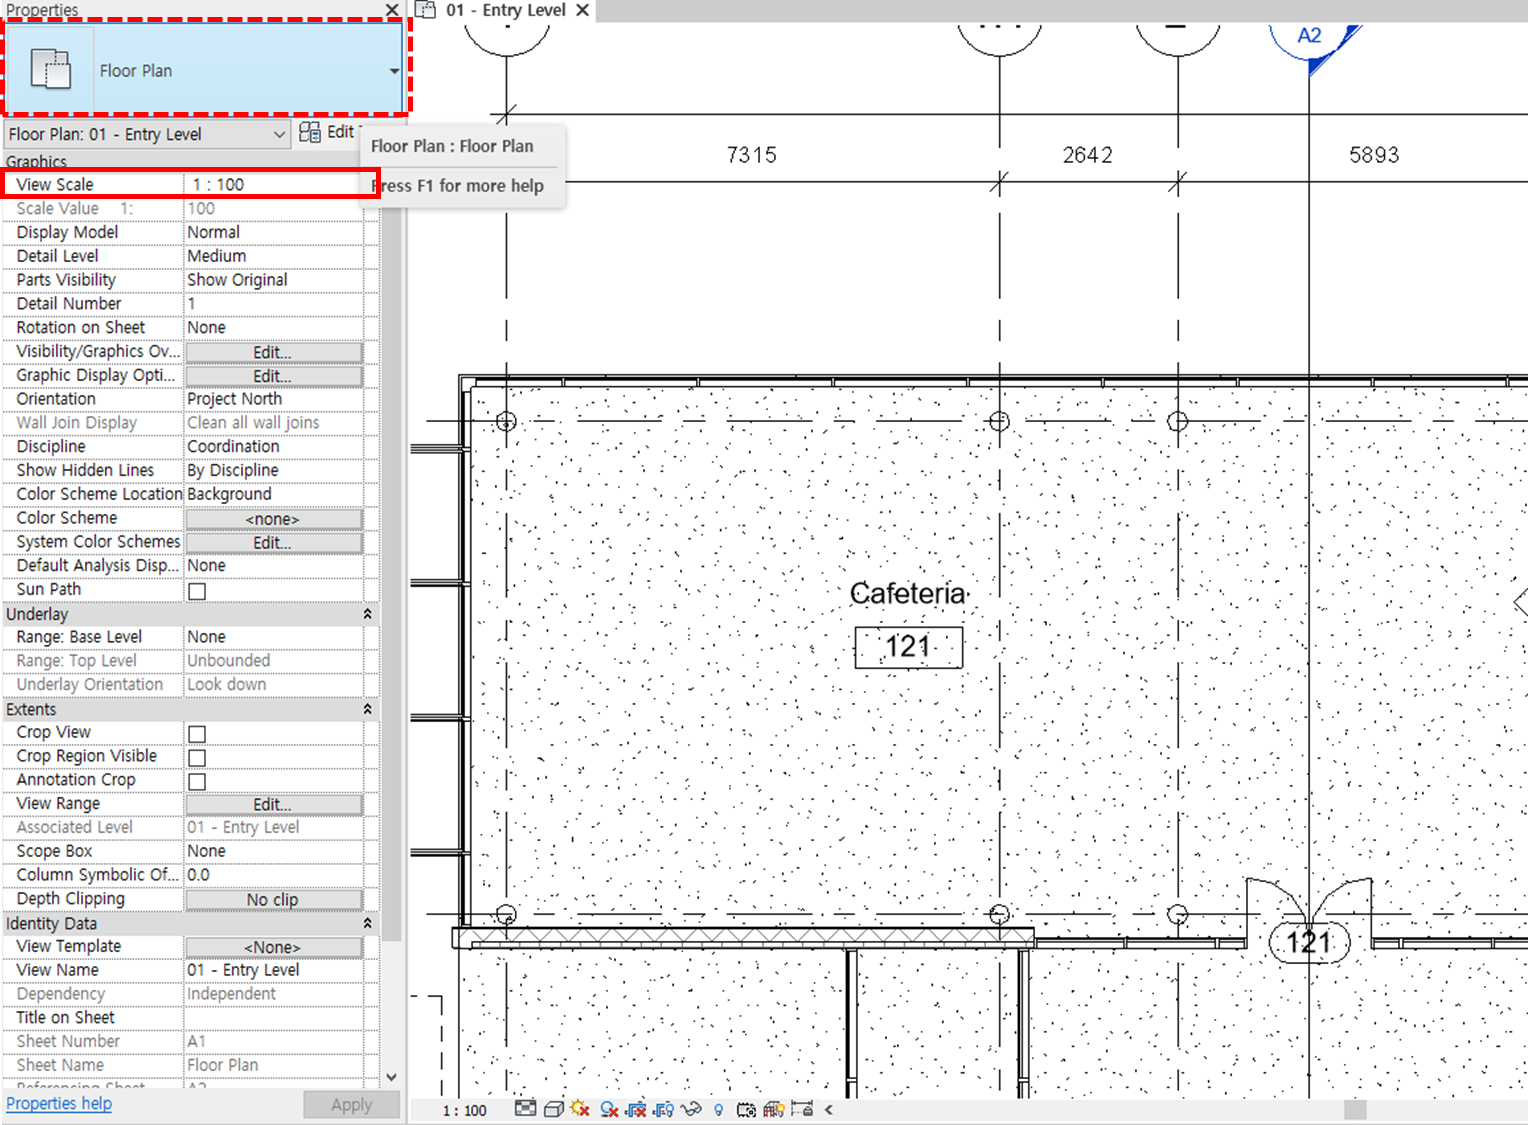 Properties
01 - Entry Level
A2
Floor Plan
Floor Plan: 01 - Entry Level
Edit
Floor Plan : Floor Plan
Press F1 for more help
7315
2642
5893
Graphics
View Scale 1 : 100
Scale Value 1: 100
Display Model Normal
Detail Level Medium
Parts Visibility Show Original
Detail Number 1
Rotation on Sheet None
Visibility/Graphics Ov... Edit...
Graphic Display Opti... Edit...
Orientation Project North
Wall Join Display Clean all wall joins
Discipline Coordination
Show Hidden Lines By Discipline
Color Scheme Location Background
Color Scheme <none>
System Color Schemes Edit...
Default Analysis Disp... None
Sun Path
Underlay
Range: Base Level None
Range: Top Level Unbounded
Underlay Orientation Look down
Extents
Crop View
Crop Region Visible
Annotation Crop
View Range Edit...
Associated Level 01 - Entry Level
Scope Box None
Column Symbolic Of... 0.0
Depth Clipping No clip
Identity Data
View Template <None>
View Name 01 - Entry Level
Dependency Independent
Title on Sheet
Sheet Number A1
Sheet Name Floor Plan
Referencing Sheet A2
Properties help
Apply
Cafeteria
121
121
1 : 100